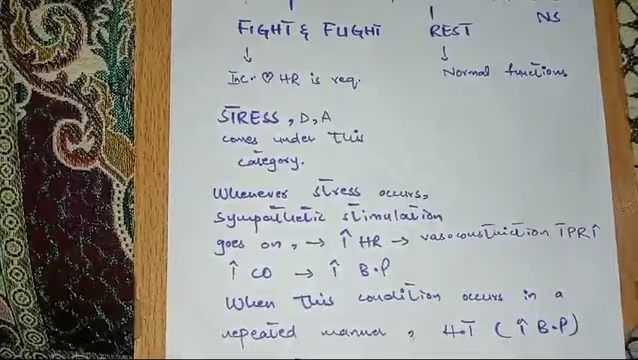 NS
FIGHT & FLIGHT REST
↓ ↓
Inc. ♡ HR is req. Normal functions
STRESS, D, A
comes under this
category.
Whenever stress occurs,
sympathetic stimulation
goes on, → ↑ HR → vasoconstriction TPR↑
↑ CO → ↑ B.P
When this condition occurs in a
repeated manner, H.T (↑ B.P)